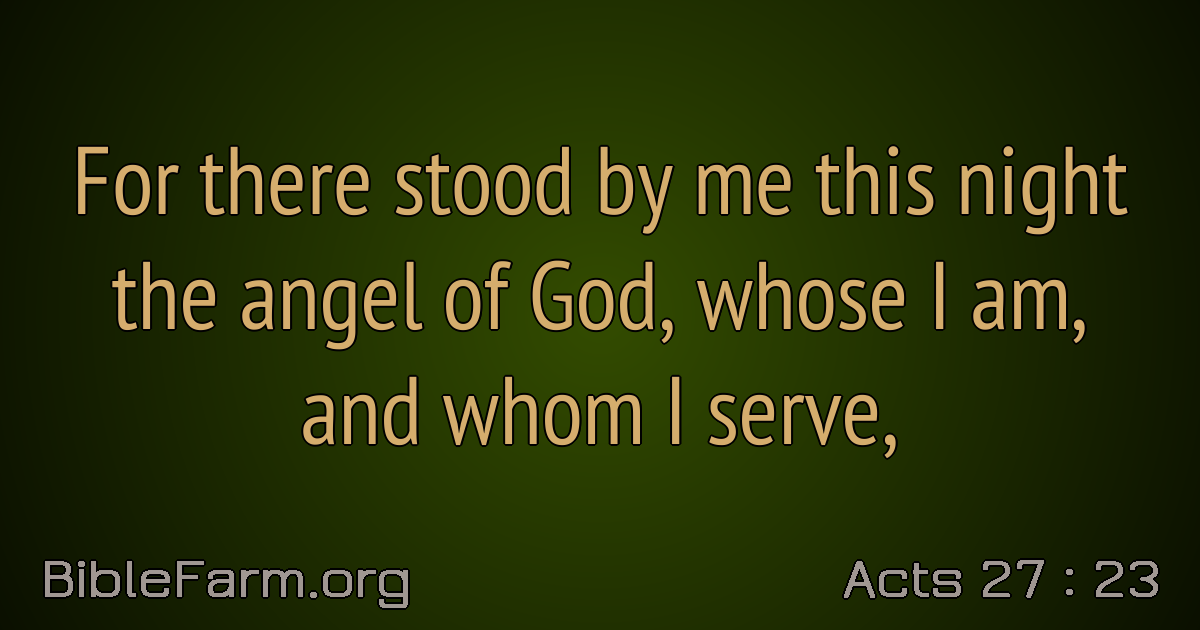 For there stood by me this night
the angel of God, whose I am,
and whom I serve,
BibleFarm.org
Acts 27 : 23